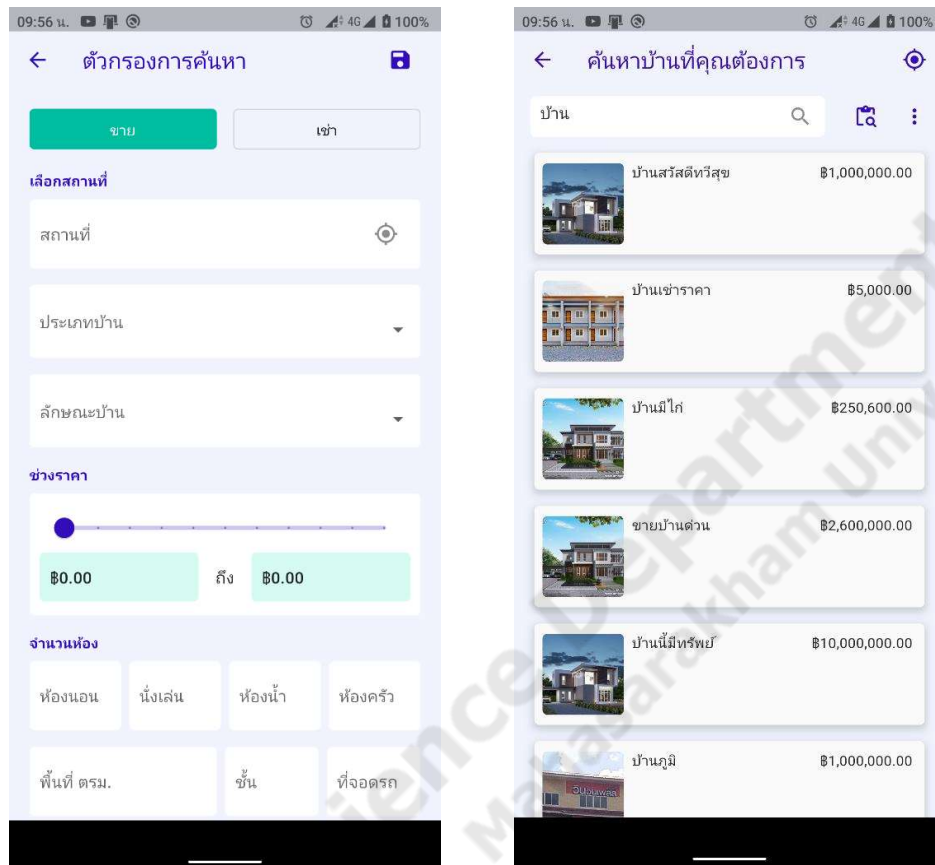 09:56 น. 4G 100%
ตัวกรองการค้นหา
ขาย เช่า
เลือกสถานที่
สถานที่
ประเภทบ้าน
ลักษณะบ้าน
ช่วงราคา
฿0.00 ถึง ฿0.00
จำนวนห้อง
ห้องนอน นั่งเล่น ห้องน้ำ ห้องครัว
พื้นที่ ตรม. ชั้น ที่จอดรถ
09:56 น. 4G 100%
ค้นหาบ้านที่คุณต้องการ
บ้าน
บ้านสวัสดีทวีสุข ฿1,000,000.00
บ้านเช่าราคา ฿5,000.00
บ้านมีไก่ ฿250,600.00
ขายบ้านด่วน ฿2,600,000.00
บ้านนี้มีทรัพย์ ฿10,000,000.00
บ้านภูมิ ฿1,000,000.00
ience Department
Mahasarakham Univ